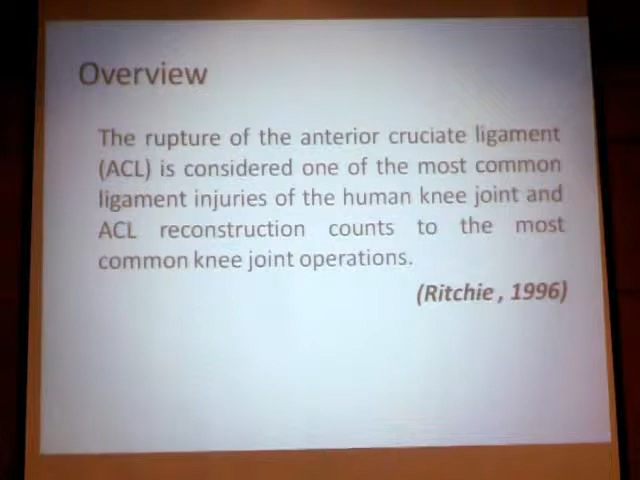 Overview
The rupture of the anterior cruciate ligament
(ACL) is considered one of the most common
ligament injuries of the human knee joint and
ACL reconstruction counts to the most
common knee joint operations.
(Ritchie , 1996)